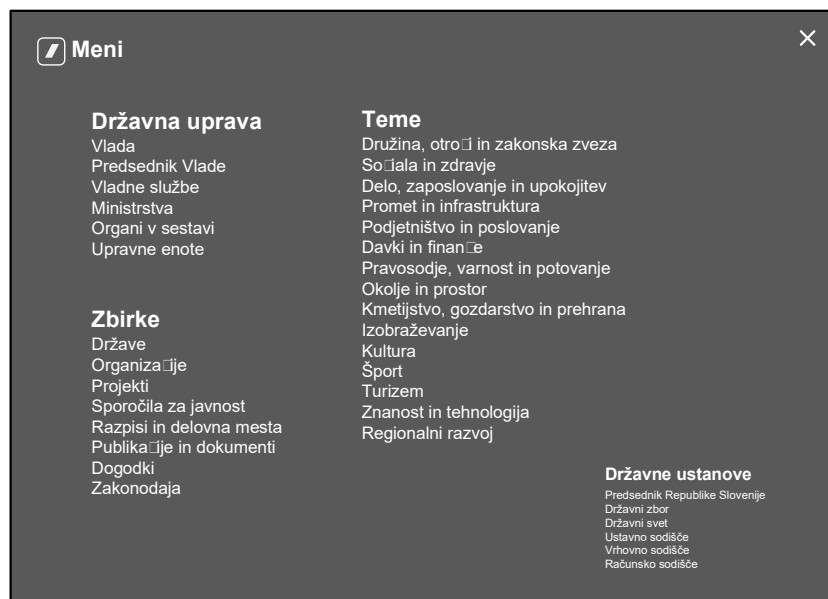 Meni
Državna uprava
Vlada
Predsednik Vlade
Vladne službe
Ministrstva
Organi v sestavi
Upravne enote
Zbirke
Države
Organiza□ije
Projekti
Sporočila za javnost
Razpisi in delovna mesta
Publika□ije in dokumenti
Dogodki
Zakonodaja
Teme
Družina, otro□i in zakonska zveza
So□iala in zdravje
Delo, zaposlovanje in upokojitev
Promet in infrastruktura
Podjetništvo in poslovanje
Davki in finan□e
Pravosodje, varnost in potovanje
Okolje in prostor
Kmetijstvo, gozdarstvo in prehrana
Izobraževanje
Kultura
Šport
Turizem
Znanost in tehnologija
Regionalni razvoj
Državne ustanove
Predsednik Republike Slovenije
Državni zbor
Državni svet
Ustavno sodišče
Vrhovno sodišče
Računsko sodišče